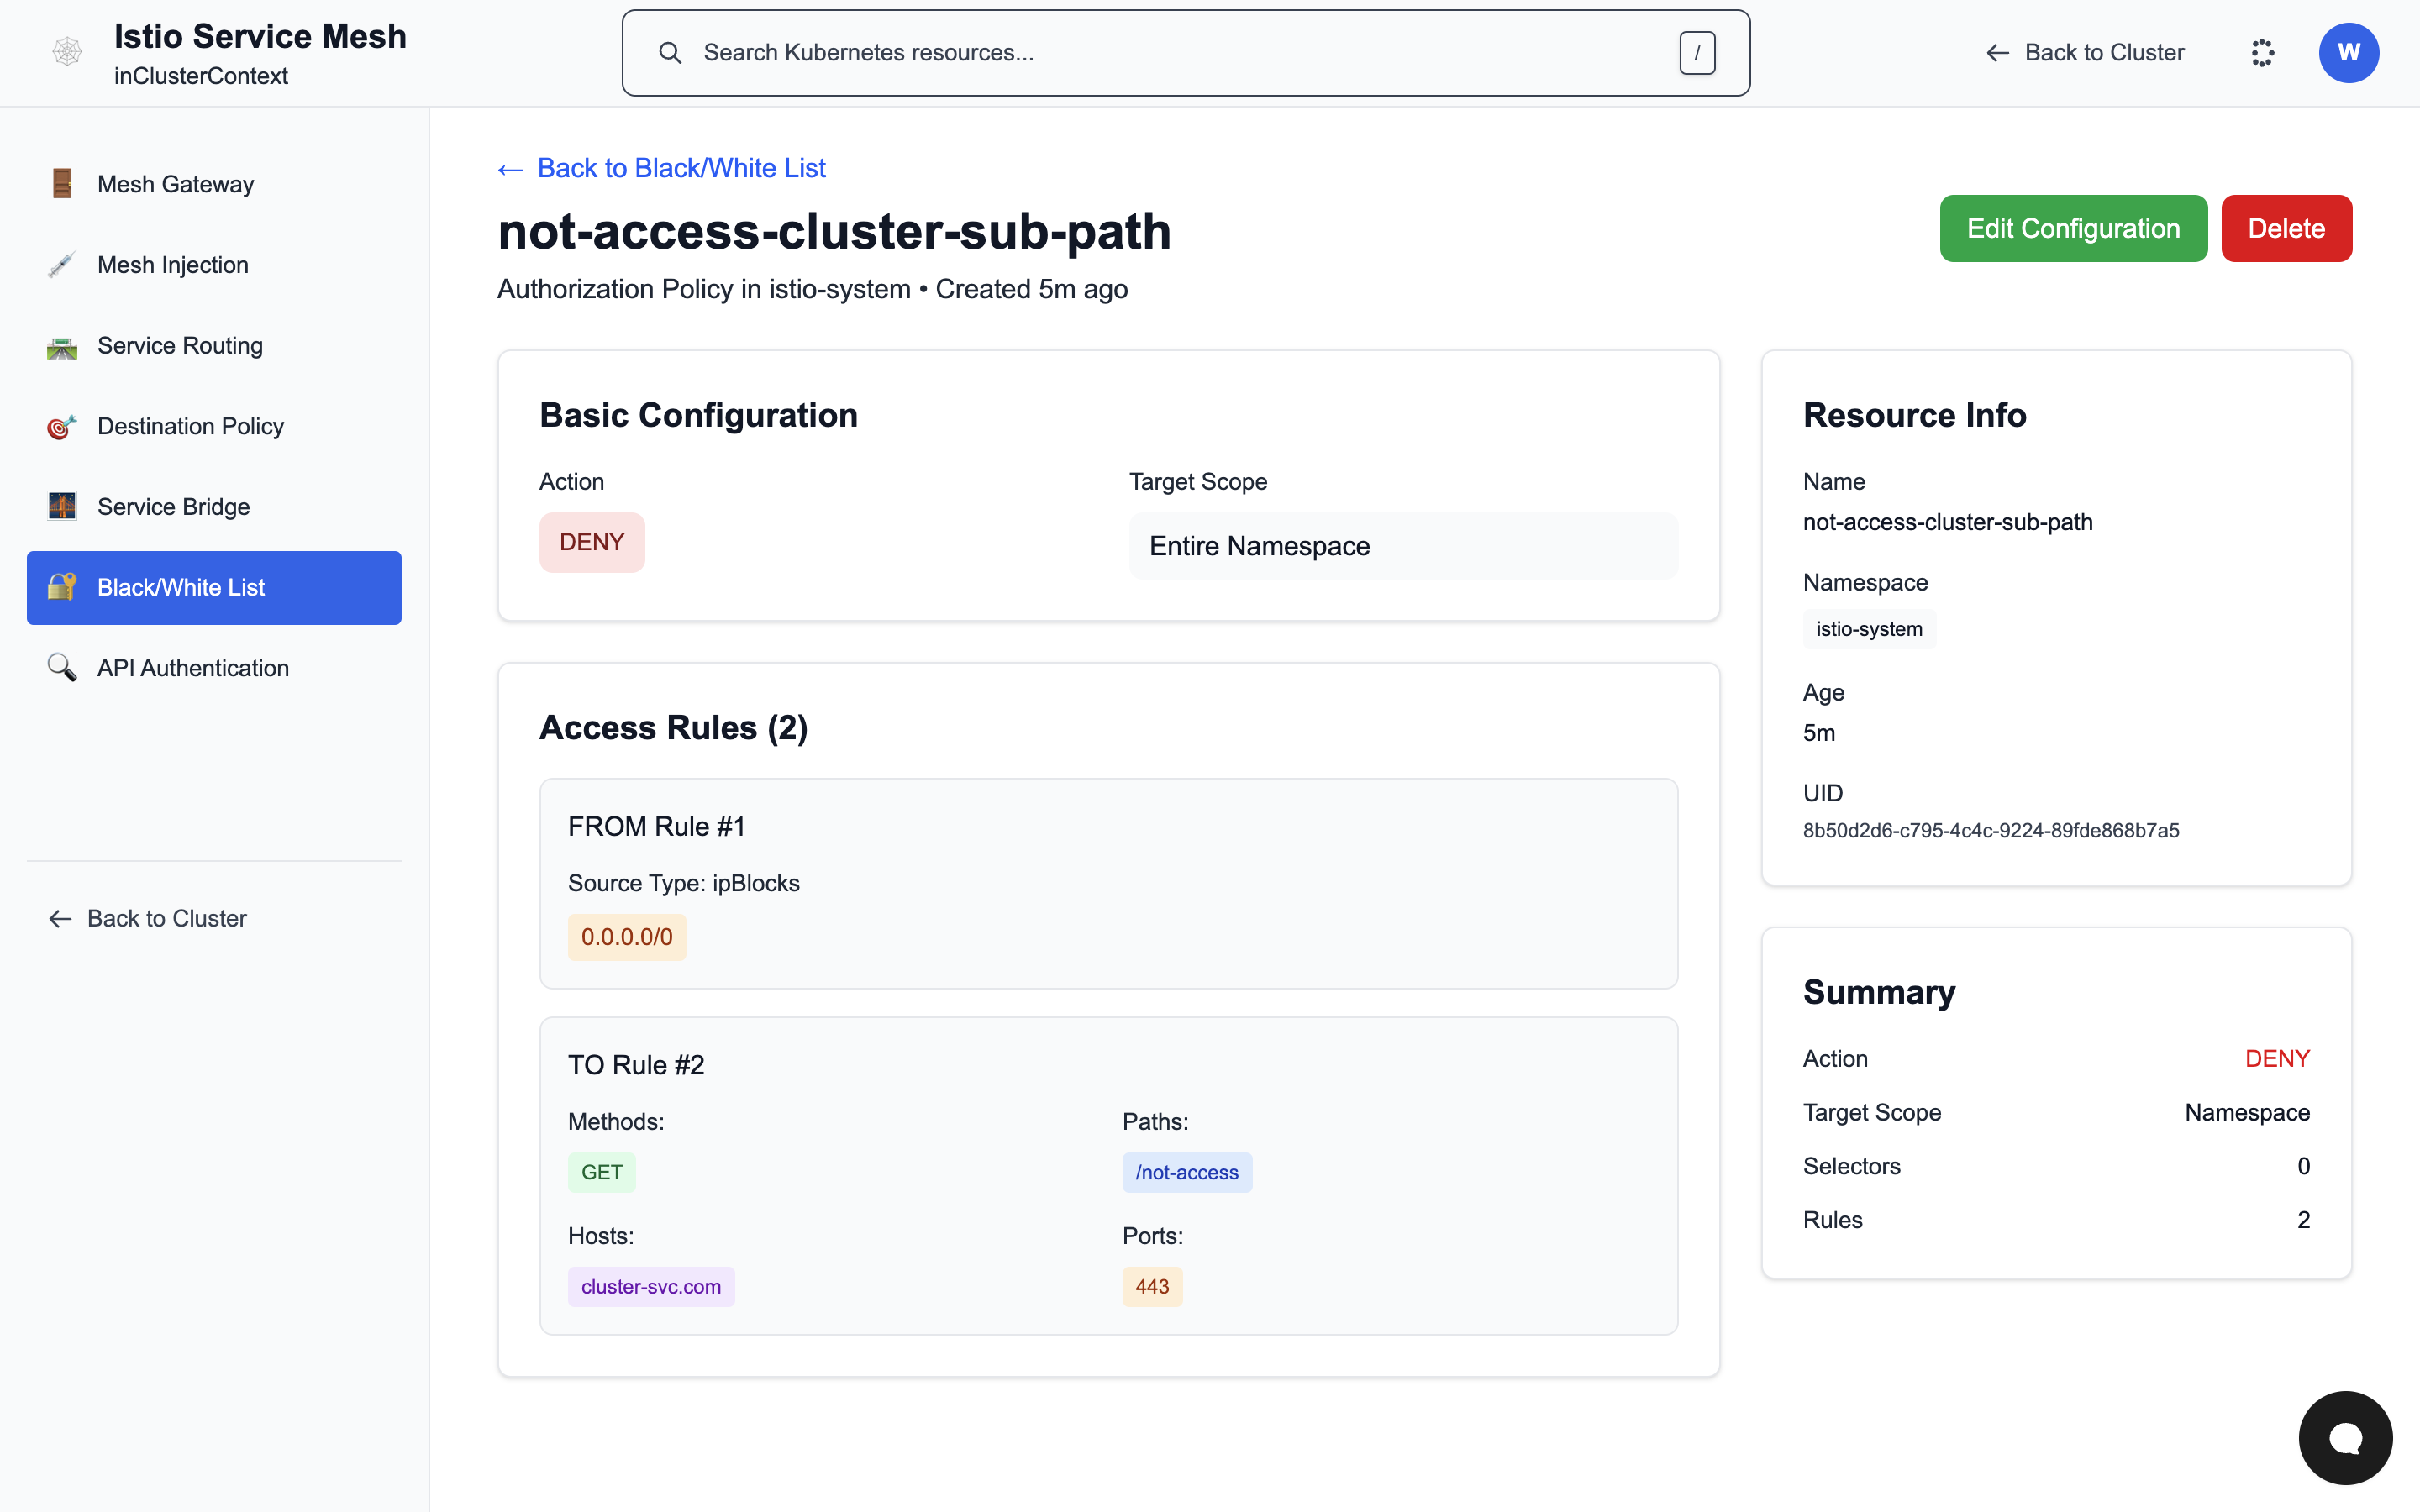 Istio Service Mesh
inClusterContext
Search Kubernetes resources...
/
Back to Cluster
W
Mesh Gateway
Mesh Injection
Service Routing
Destination Policy
Service Bridge
Black/White List
API Authentication
Back to Cluster
Back to Black/White List
not-access-cluster-sub-path
Authorization Policy in istio-system • Created 5m ago
Edit Configuration
Delete
Basic Configuration
Action
DENY
Target Scope
Entire Namespace
Access Rules (2)
FROM Rule #1
Source Type: ipBlocks
0.0.0.0/0
TO Rule #2
Methods:
GET
Paths:
/not-access
Hosts:
cluster-svc.com
Ports:
443
Resource Info
Name
not-access-cluster-sub-path
Namespace
istio-system
Age
5m
UID
8b50d2d6-c795-4c4c-9224-89fde868b7a5
Summary
Action DENY
Target Scope Namespace
Selectors 0
Rules 2